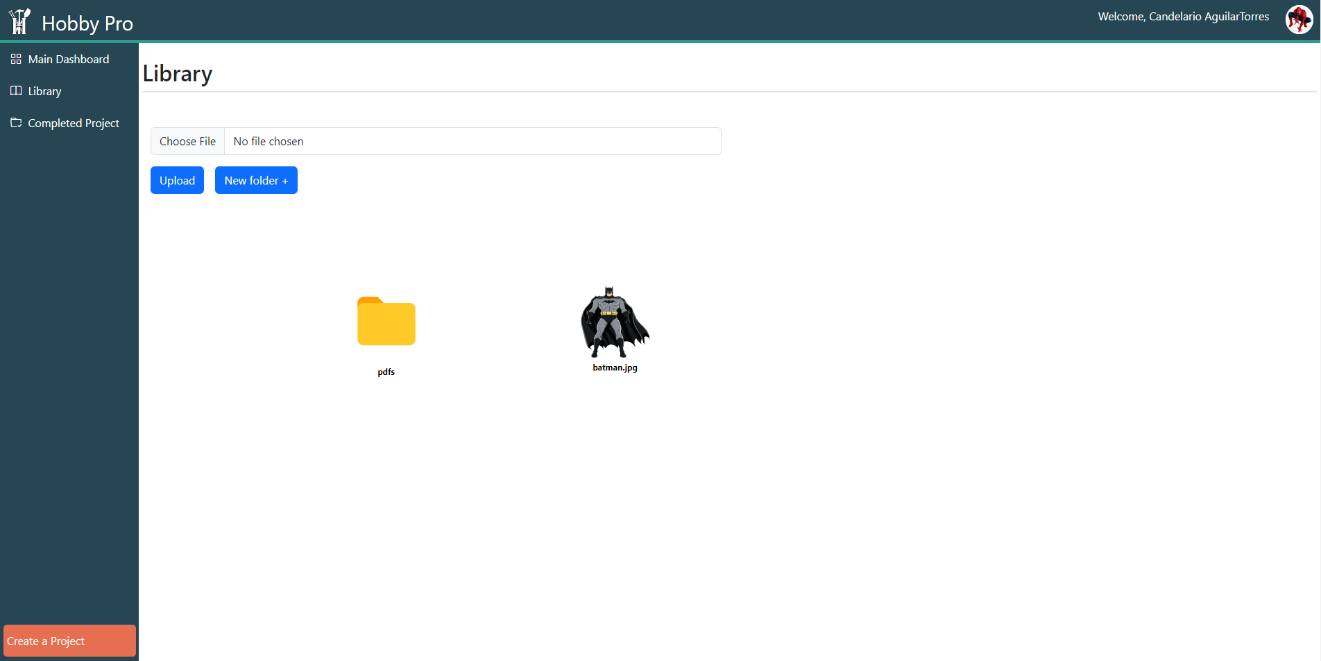 Hobby Pro
Welcome, Candelario AguilarTorres
Main Dashboard
Library
Completed Project
Create a Project
Library
Choose File No file chosen
Upload New folder +
pdfs
batman.jpg